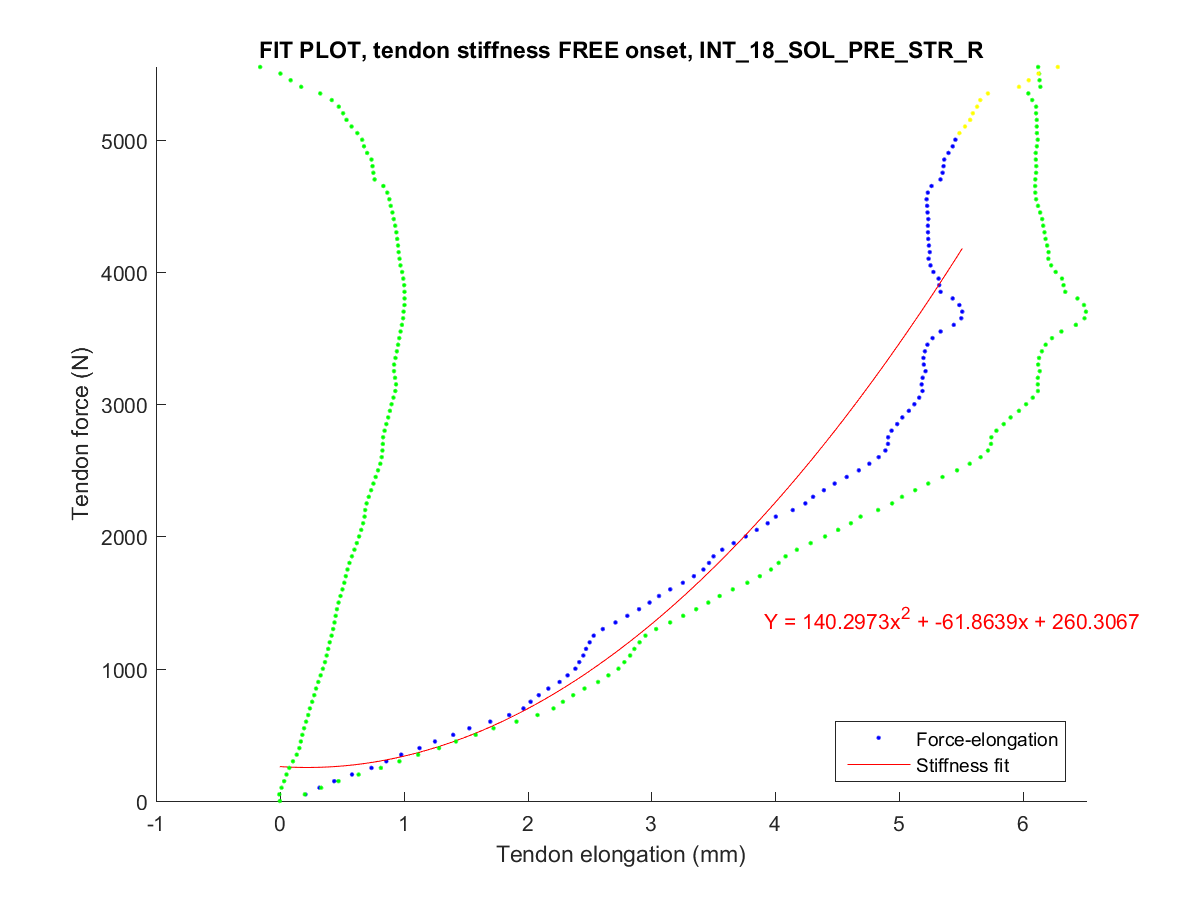 FIT PLOT, tendon stiffness FREE onset, INT_18_SOL_PRE_STR_R
5000
4000
3000
2000
1000
0
Tendon force (N)
Y = 140.2973x² + -61.8639x + 260.3067
Force-elongation
Stiffness fit
-1 0 1 2 3 4 5 6
Tendon elongation (mm)